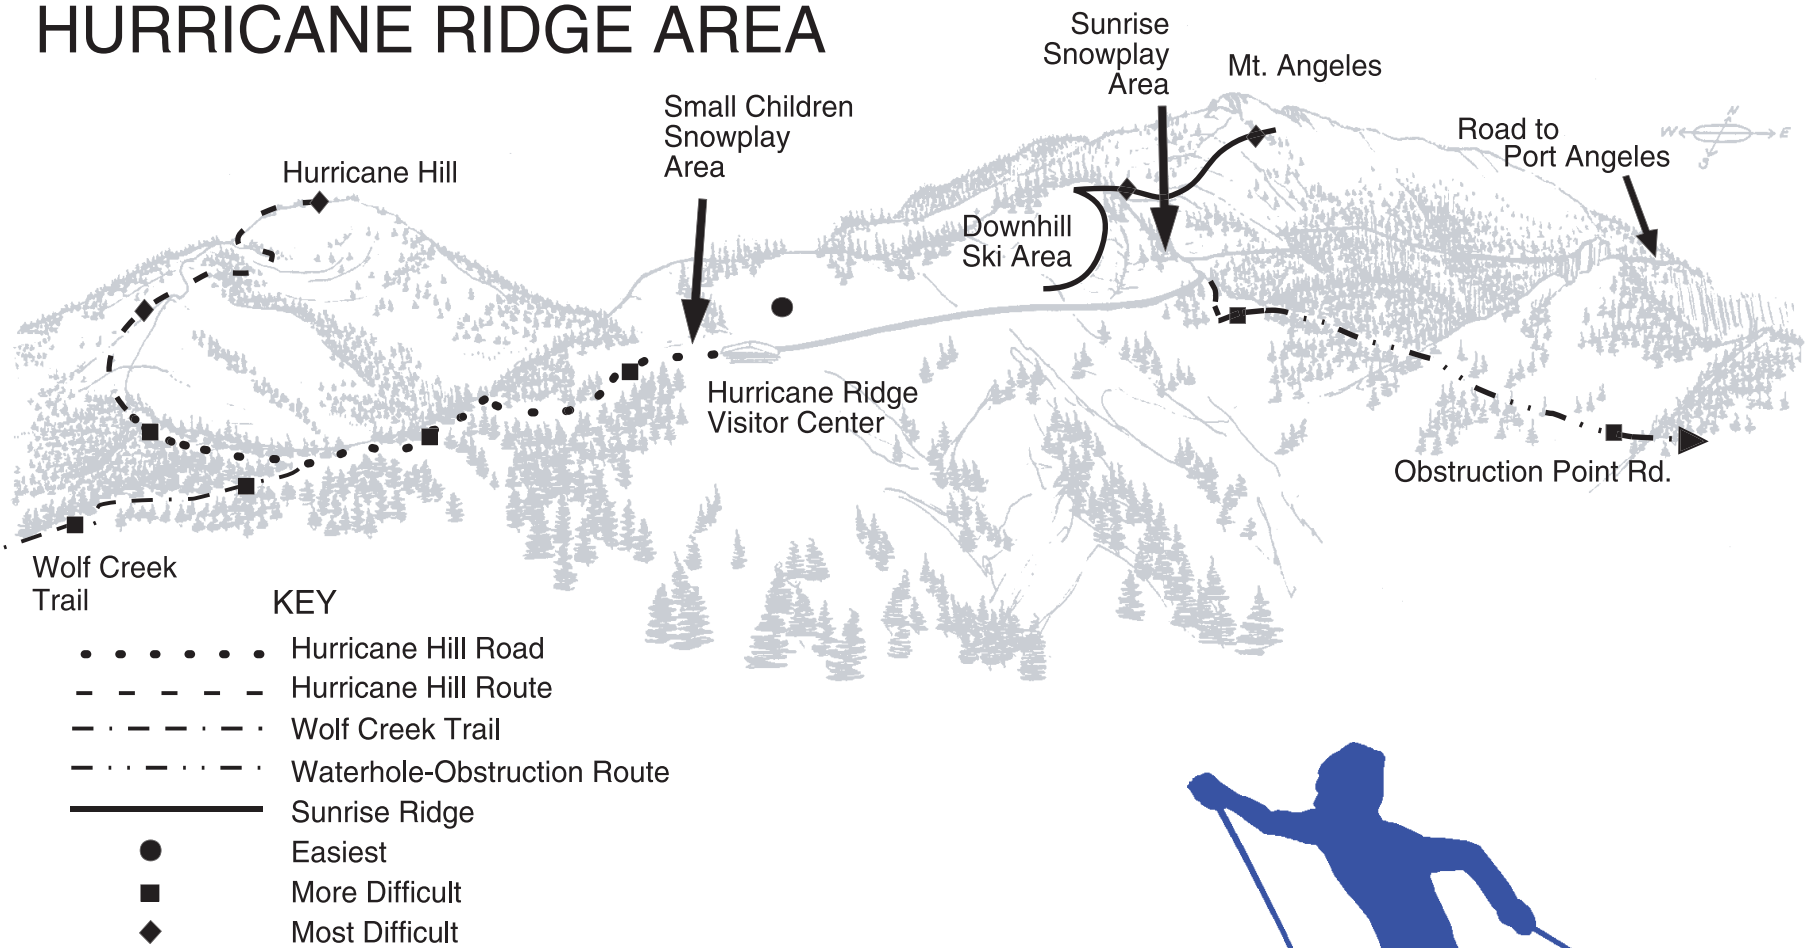 HURRICANE RIDGE AREA
Sunrise
Snowplay
Area
Mt. Angeles
Small Children
Snowplay
Area
Road to
Port Angeles
N
W
E
S
Hurricane Hill
Downhill
Ski Area
Hurricane Ridge
Visitor Center
Obstruction Point Rd.
Wolf Creek
Trail
KEY
Hurricane Hill Road
Hurricane Hill Route
Wolf Creek Trail
Waterhole-Obstruction Route
Sunrise Ridge
Easiest
More Difficult
Most Difficult